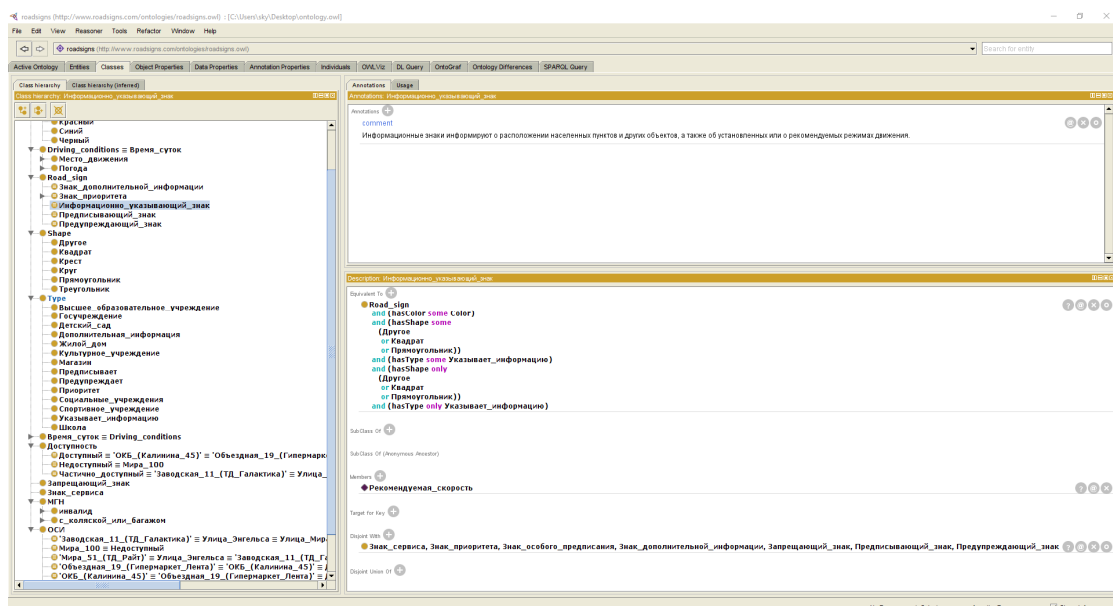 roadsigns (http://www.roadsigns.com/ontologies/roadsigns.owl) : [C:\Users\sky\Desktop\ontology.owl]
File Edit View Reasoner Tools Refactor Window Help
roadsigns (http://www.roadsigns.com/ontologies/roadsigns.owl)
Search for entity
Active Ontology Entities Classes Object Properties Data Properties Annotation Properties Individuals OWLViz DL Query OntoGraf Ontology Differences SPARQL Query
Class hierarchy Class hierarchy (inferred)
Class hierarchy: Информационно_указывающий_знак
Красный
Синий
Черный
Driving_conditions ≡ Время_суток
Место_движения
Погода
Road_sign
Знак_дополнительной_информации
Знак_приоритета
Информационно_указывающий_знак
Предписывающий_знак
Предупреждающий_знак
Shape
Другое
Квадрат
Крест
Круг
Прямоугольник
Треугольник
Type
Высшее_образовательное_учреждение
Госучреждение
Детский_сад
Дополнительная_информация
Жилой_дом
Культурное_учреждение
Магазин
Предписывает
Предупреждает
Приоритет
Социальные_учреждения
Спортивное_учреждение
Указывает_информацию
Школа
Время_суток ≡ Driving_conditions
Доступность
Доступный ≡ 'ОКБ_(Калинина_45)' ≡ 'Объездная_19_(Гипермарк
Недоступный ≡ Мира_100
Частично_доступный ≡ 'Заводская_11_(ТД_Галактика)' ≡ Улица_
Запрещающий_знак
Знак_сервиса
МГН
инвалид
с_коляской_или_багажом
ОСИ
'Заводская_11_(ТД_Галактика)' ≡ Улица_Энгельса ≡ Улица_Мир
Мира_100 ≡ Недоступный
'Мира_51_(ТД_Райт)' ≡ Улица_Энгельса ≡ 'Заводская_11_(ТД_Га
'Объездная_19_(Гипермаркет_Лента)' ≡ 'ОКБ_(Калинина_45)' ≡
'ОКБ_(Калинина_45)' ≡ 'Объездная_19_(Гипермаркет_Лента)' ≡
Annotations Usage
Annotations: Информационно_указывающий_знак
Annotations
comment
Информационные знаки информируют о расположении населенных пунктов и других объектов, а также об установленных или о рекомендуемых режимах движения.
Description: Информационно_указывающий_знак
Equivalent To
Road_sign
and (hasColor some Color)
and (hasShape some
(Другое
or Квадрат
or Прямоугольник))
and (hasType some Указывает_информацию)
and (hasShape only
(Другое
or Квадрат
or Прямоугольник))
and (hasType only Указывает_информацию)
SubClass Of
SubClass Of (Anonymous Ancestor)
Members
Рекомендуемая_скорость
Target for Key
Disjoint With
Знак_сервиса, Знак_приоритета, Знак_особого_предписания, Знак_дополнительной_информации, Запрещающий_знак, Предписывающий_знак, Предупреждающий_знак
Disjoint Union Of